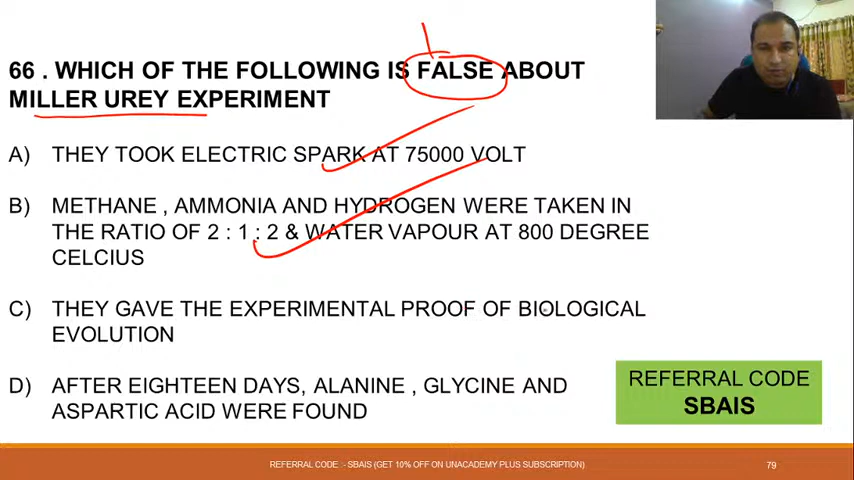 66 . WHICH OF THE FOLLOWING IS FALSE ABOUT
MILLER UREY EXPERIMENT
A) THEY TOOK ELECTRIC SPARK AT 75000 VOLT
B) METHANE , AMMONIA AND HYDROGEN WERE TAKEN IN
THE RATIO OF 2 : 1 : 2 & WATER VAPOUR AT 800 DEGREE
CELCIUS
C) THEY GAVE THE EXPERIMENTAL PROOF OF BIOLOGICAL
EVOLUTION
D) AFTER EIGHTEEN DAYS, ALANINE , GLYCINE AND
ASPARTIC ACID WERE FOUND
REFERRAL CODE
SBAIS
REFERRAL CODE :- SBAIS (GET 10% OFF ON UNACADEMY PLUS SUBSCRIPTION)
79